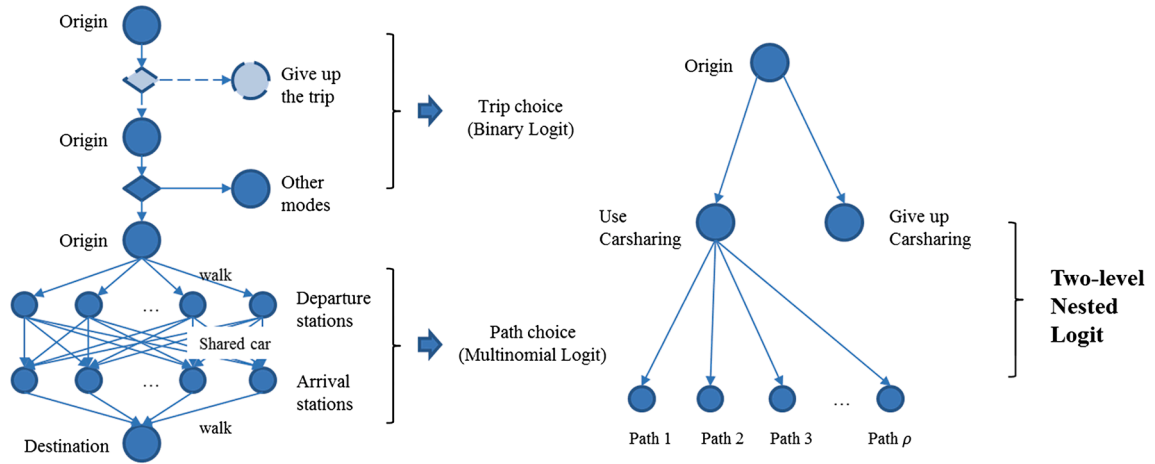 Origin
Give up
the trip
Origin
Other
modes
Origin
walk
Departure
stations
...
Shared car
Arrival
stations
...
walk
Destination
Trip choice
(Binary Logit)
Path choice
(Multinomial Logit)
Origin
Use
Carsharing
Give up
Carsharing
...
Path 1
Path 2
Path 3
Path ρ
Two-level
Nested
Logit